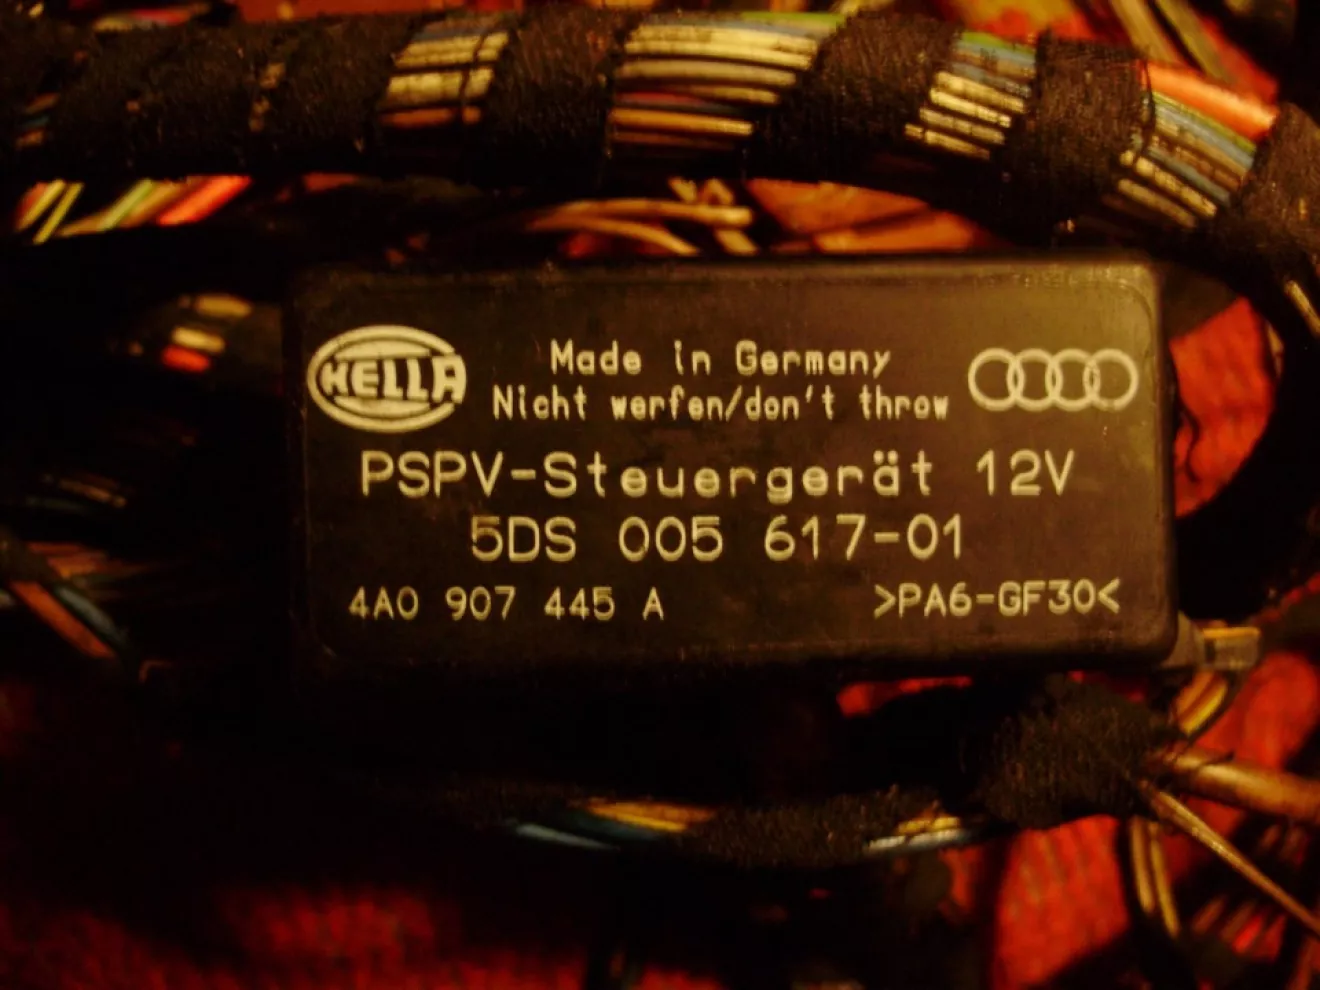 HELLA
Made in Germany
Nicht werfen/don't throw
PSPV-Steuergerät 12V
5DS 005 617-01
4A0 907 445 A >PA6-GF30<